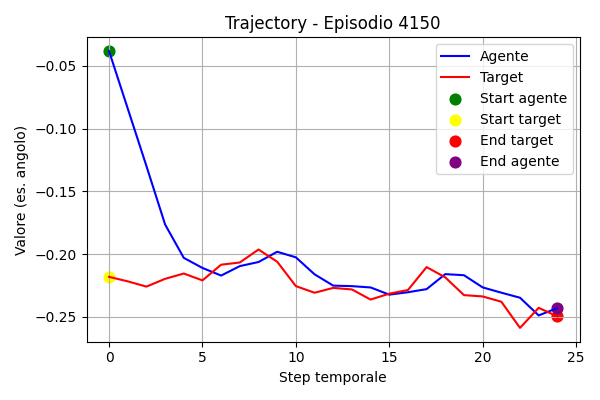 Trajectory - Episodio 4150
Valore (es. angolo)
−0.05
−0.10
−0.15
−0.20
−0.25
Agente
Target
Start agente
Start target
End target
End agente
0 5 10 15 20 25
Step temporale